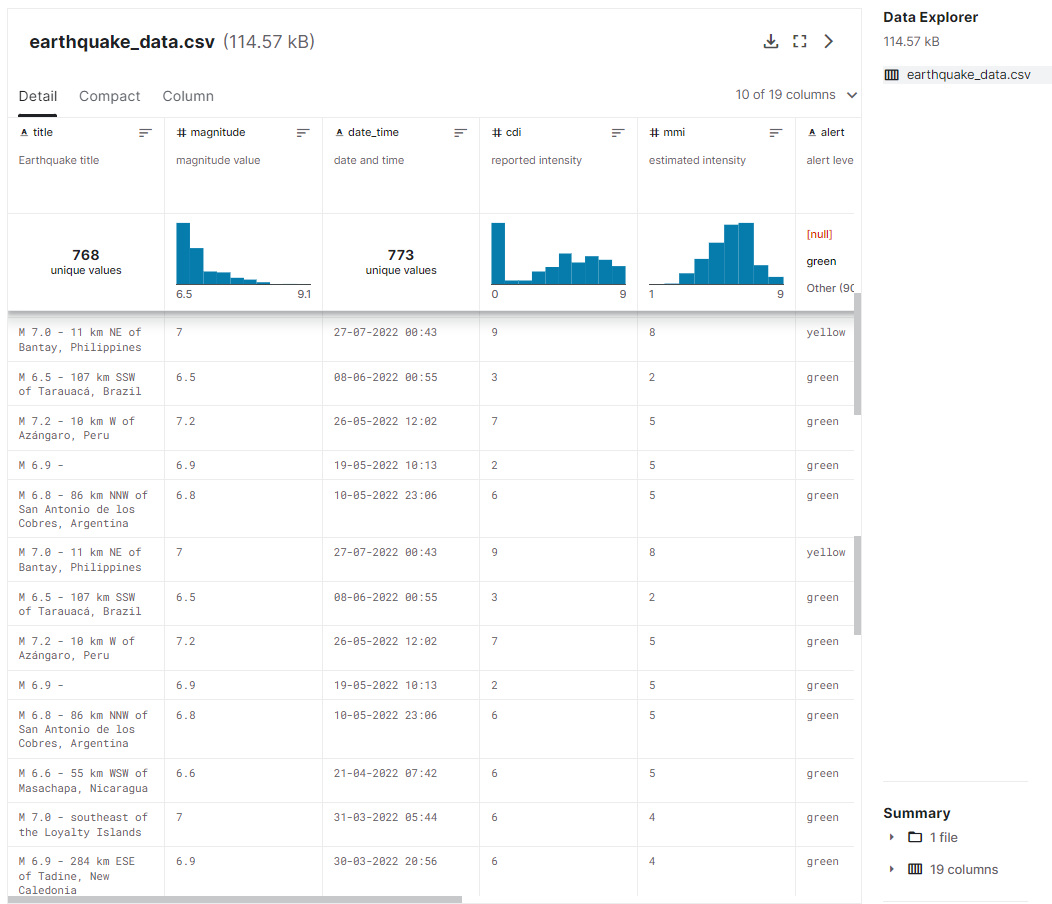 earthquake_data.csv (114.57 kB)
Detail Compact Column 10 of 19 columns
title magnitude date_time cdi mmi alert
Earthquake title magnitude value date and time reported intensity estimated intensity alert leve
768 unique values
6.5 9.1
773 unique values
0 9
1 9
[null]
green
Other (90
M 7.0 - 11 km NE of 7 27-07-2022 00:43 9 8 yellow
Bantay, Philippines
M 6.5 - 107 km SSW 6.5 08-06-2022 00:55 3 2 green
of Tarauacá, Brazil
M 7.2 - 10 km W of 7.2 26-05-2022 12:02 7 5 green
Azángaro, Peru
M 6.9 - 6.9 19-05-2022 10:13 2 5 green
M 6.8 - 86 km NNW of 6.8 10-05-2022 23:06 6 5 green
San Antonio de los
Cobres, Argentina
M 7.0 - 11 km NE of 7 27-07-2022 00:43 9 8 yellow
Bantay, Philippines
M 6.5 - 107 km SSW 6.5 08-06-2022 00:55 3 2 green
of Tarauacá, Brazil
M 7.2 - 10 km W of 7.2 26-05-2022 12:02 7 5 green
Azángaro, Peru
M 6.9 - 6.9 19-05-2022 10:13 2 5 green
M 6.8 - 86 km NNW of 6.8 10-05-2022 23:06 6 5 green
San Antonio de los
Cobres, Argentina
M 6.6 - 55 km WSW of 6.6 21-04-2022 07:42 6 5 green
Masachapa, Nicaragua
M 7.0 - southeast of 7 31-03-2022 05:44 6 4 green
the Loyalty Islands
M 6.9 - 284 km ESE 6.9 30-03-2022 20:56 6 4 green
of Tadine, New
Caledonia
Data Explorer
114.57 kB
earthquake_data.csv
Summary
1 file
19 columns